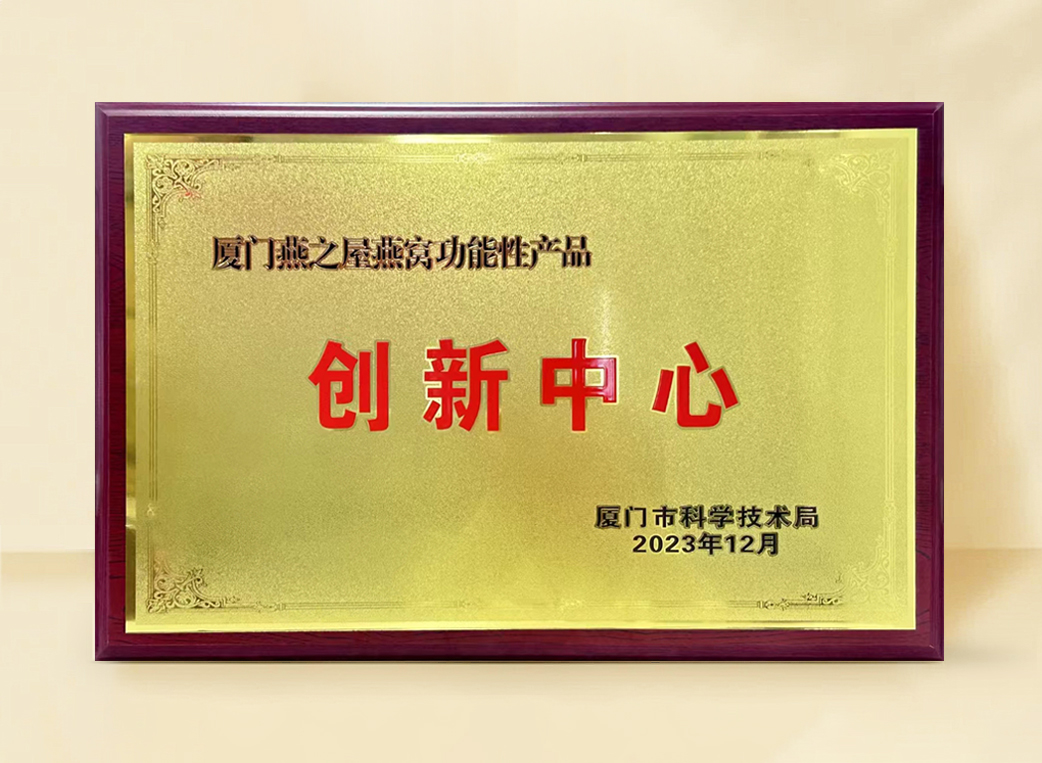 厦门燕之屋燕窝功能性产品
创新中心
厦门市科学技术局
2023年12月